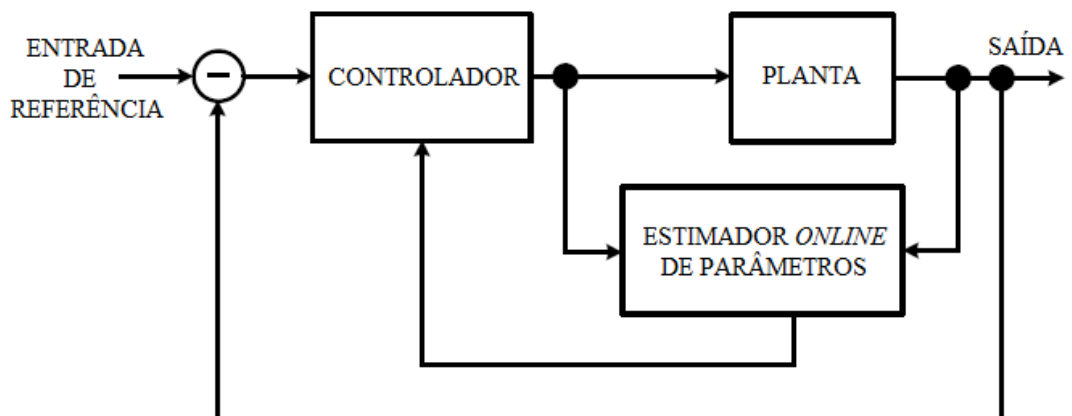 ENTRADA
DE
REFERÊNCIA
CONTROLADOR
PLANTA
SAÍDA
ESTIMADOR ONLINE
DE PARÂMETROS